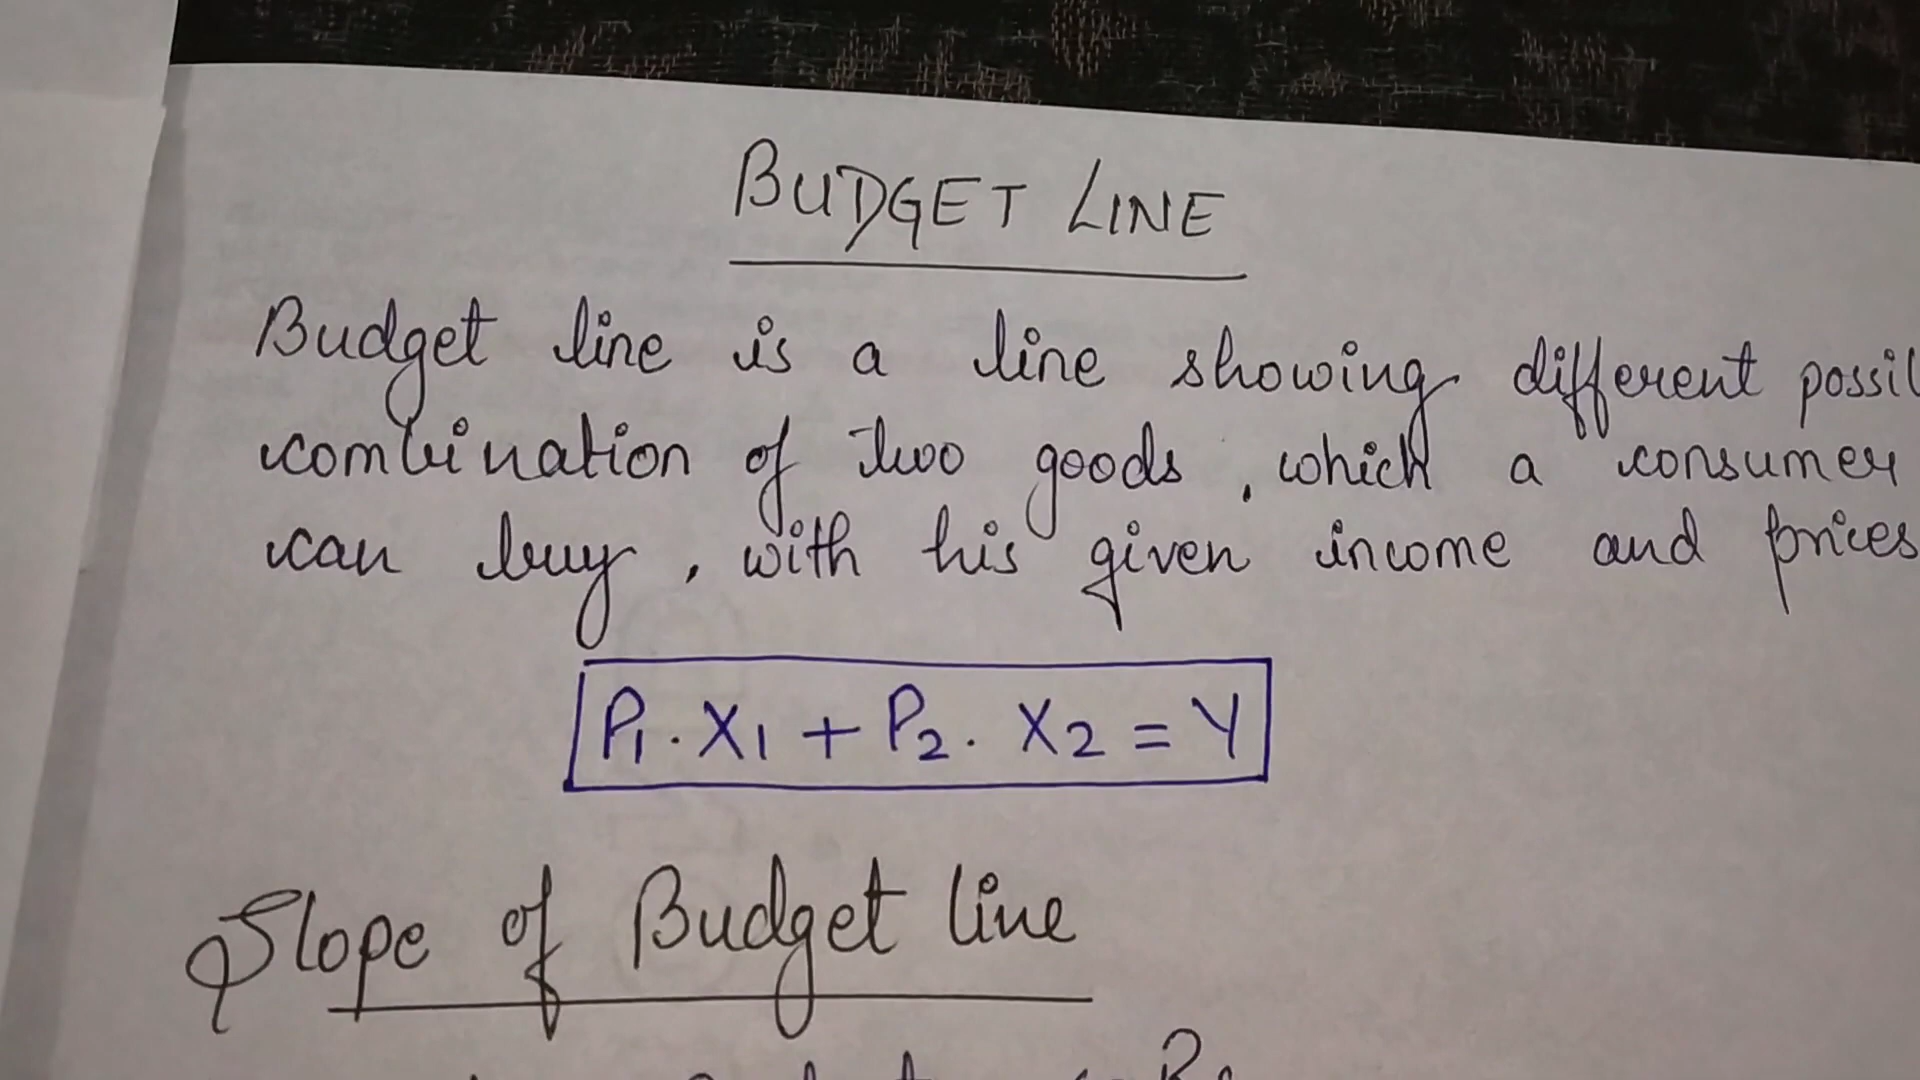 BUDGET LINE
Budget line is a line showing different
combination of two goods, which a consumer
can buy, with his given income and prices
P1. X1 + P2. X2 = Y
Slope of Budget line